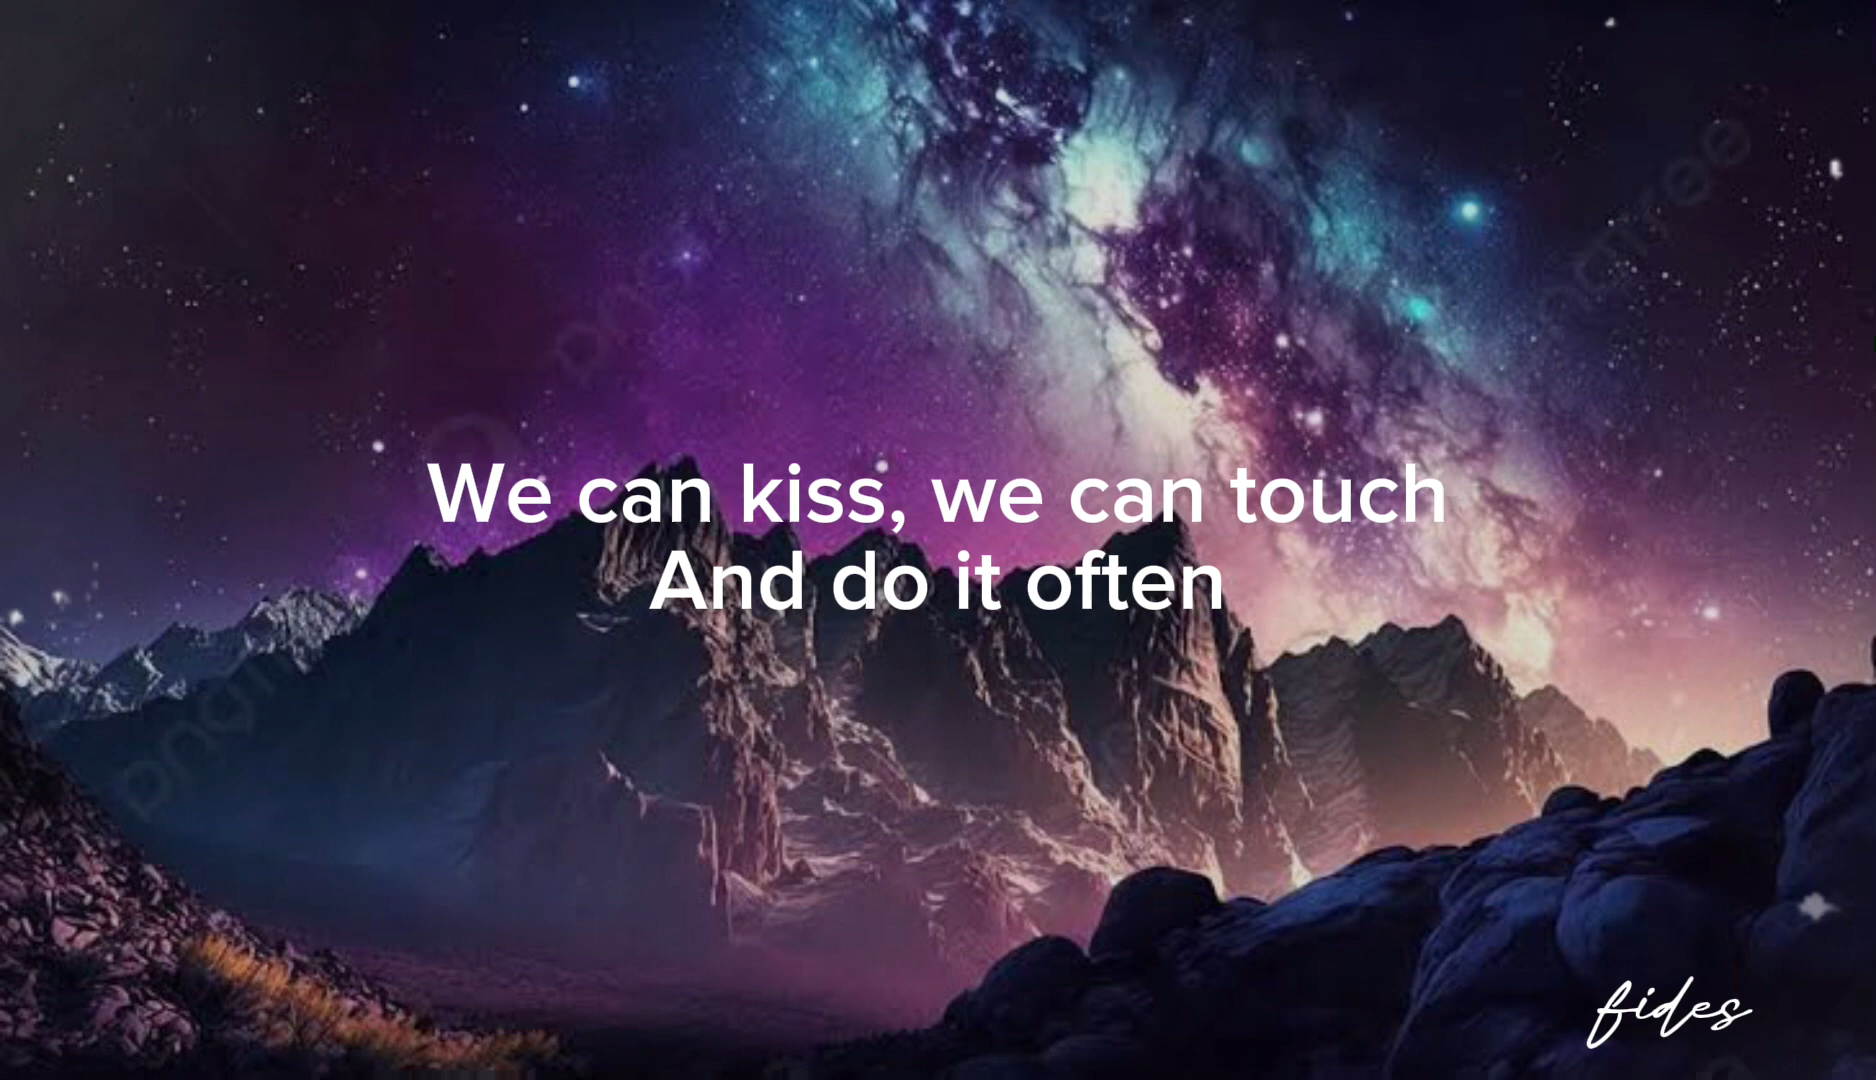 We can kiss, we can touch
And do it often
fides